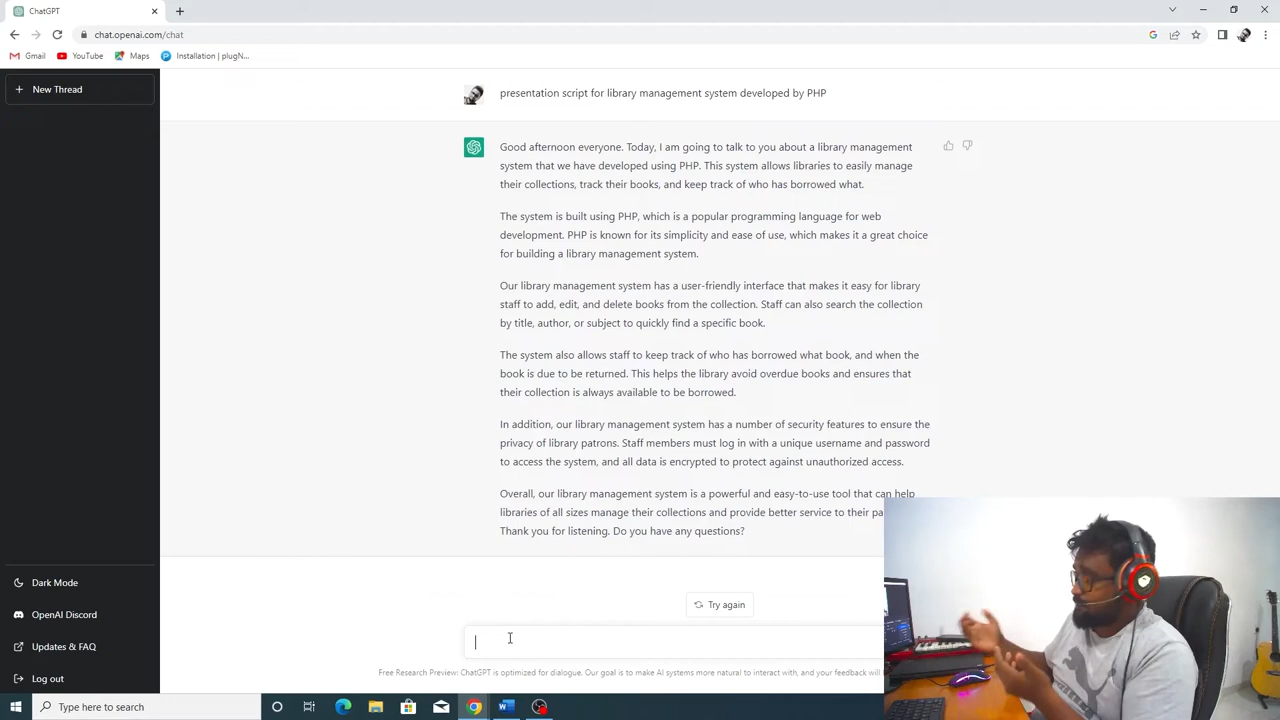 ChatGPT
chat.openai.com/chat
Gmail
YouTube
Maps
Installation | plugN...
New Thread
presentation script for library management system developed by PHP
Good afternoon everyone. Today, I am going to talk to you about a library management
system that we have developed using PHP. This system allows libraries to easily manage
their collections, track their books, and keep track of who has borrowed what.
The system is built using PHP, which is a popular programming language for web
development. PHP is known for its simplicity and ease of use, which makes it a great choice
for building a library management system.
Our library management system has a user-friendly interface that makes it easy for library
staff to add, edit, and delete books from the collection. Staff can also search the collection
by title, author, or subject to quickly find a specific book.
The system also allows staff to keep track of who has borrowed what book, and when the
book is due to be returned. This helps the library avoid overdue books and ensures that
their collection is always available to be borrowed.
In addition, our library management system has a number of security features to ensure the
privacy of library patrons. Staff members must log in with a unique username and password
to access the system, and all data is encrypted to protect against unauthorized access.
Overall, our library management system is a powerful and easy-to-use tool that can help
libraries of all sizes manage their collections and provide better service to their
Thank you for listening. Do you have any questions?
Try again
Dark Mode
OpenAI Discord
Updates & FAQ
Log out
Free Research Preview: ChatGPT is optimized for dialogue. Our goal is to make AI systems more natural to interact with, and your feedback will
Type here to search